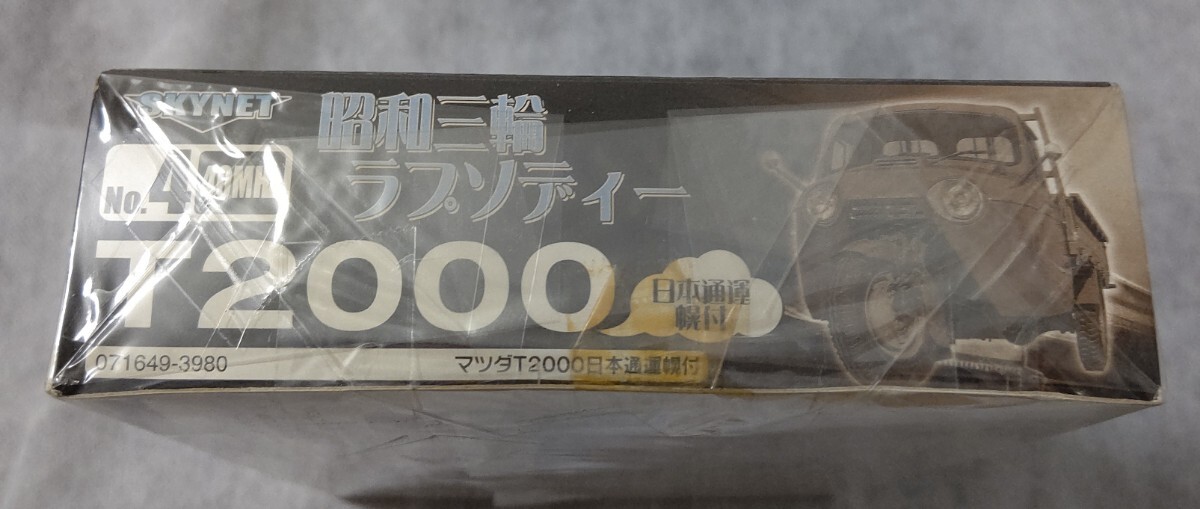 SKYNET
昭和三輪
ラプソディー
No.4
T2000
日本通運
幌付
071649-3980
マツダT2000日本通運幌付